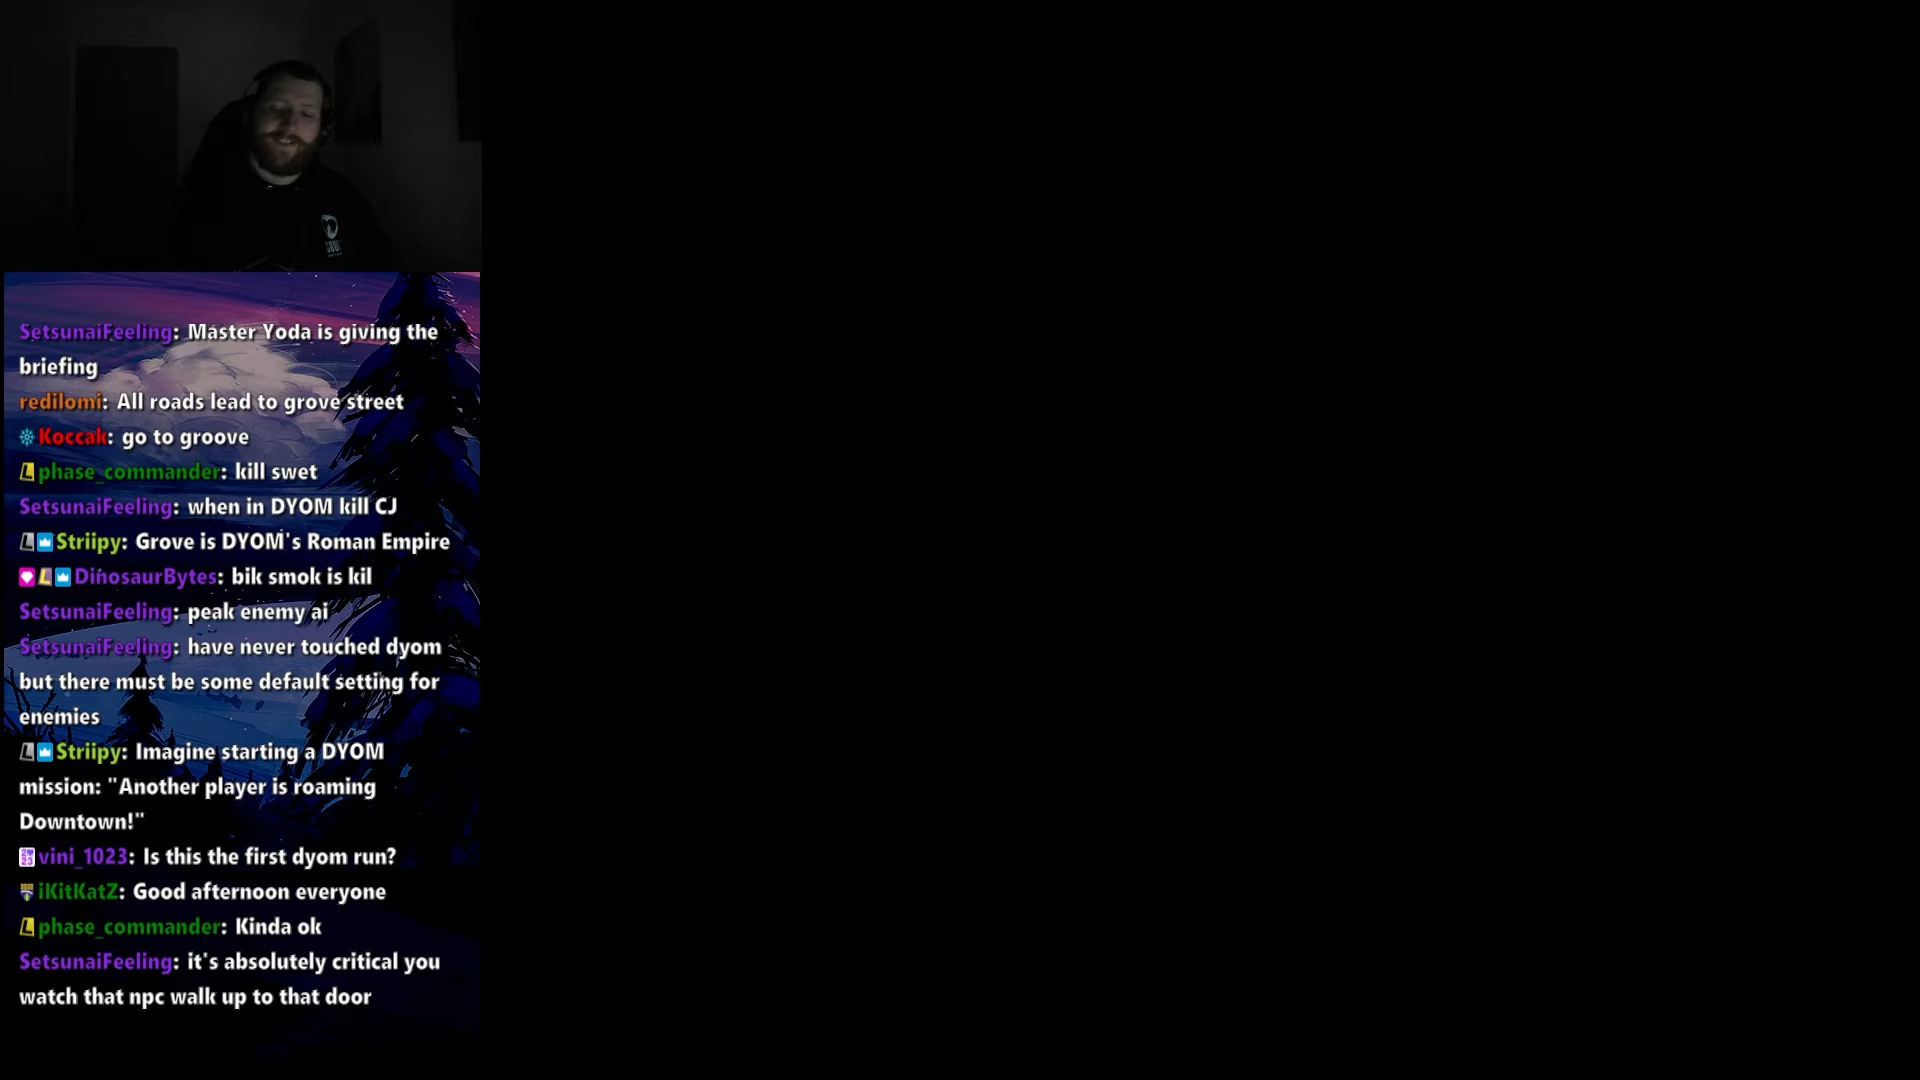 SetsunaiFeeling: Master Yoda is giving the
briefing
redilomi: All roads lead to grove street
Koccak: go to groove
phase_commander: kill swet
SetsunaiFeeling: when in DYOM kill CJ
Striipy: Grove is DYOM's Roman Empire
DinosaurBytes: bik smok is kil
SetsunaiFeeling: peak enemy ai
SetsunaiFeeling: have never touched dyom
but there must be some default setting for
enemies
Striipy: Imagine starting a DYOM
mission: "Another player is roaming
Downtown!"
vini_1023: Is this the first dyom run?
iKitKatZ: Good afternoon everyone
phase_commander: Kinda ok
SetsunaiFeeling: it's absolutely critical you
watch that npc walk up to that door